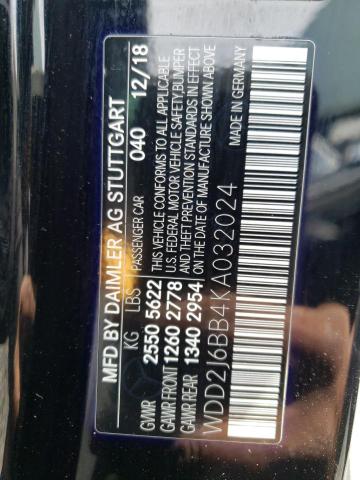 MFD BY DAIMLER AG STUTTGART
KG LBS PASSENGER CAR 040 12/18
GVWR 2550 5622 THIS VEHICLE CONFORMS TO ALL APPLICABLE
GAWR FRONT 1260 2778 U.S. FEDERAL MOTOR VEHICLE SAFETY/BUMPER
GAWR REAR 1340 2954 AND THEFT PREVENTION STANDARDS IN EFFECT ON THE DATE OF MANUFACTURE SHOWN ABOVE
WDD2J6BB4KA032024 MADE IN GERMANY